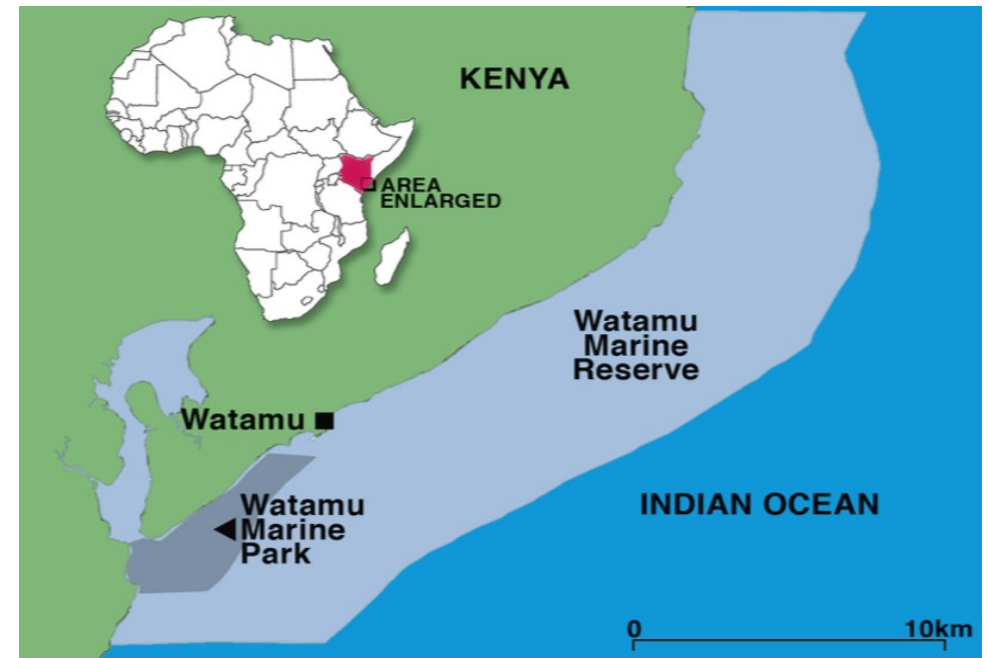 KENYA
AREA
ENLARGED
Watamu
Marine
Reserve
Watamu
Watamu
Marine
Park
INDIAN OCEAN
0
10km